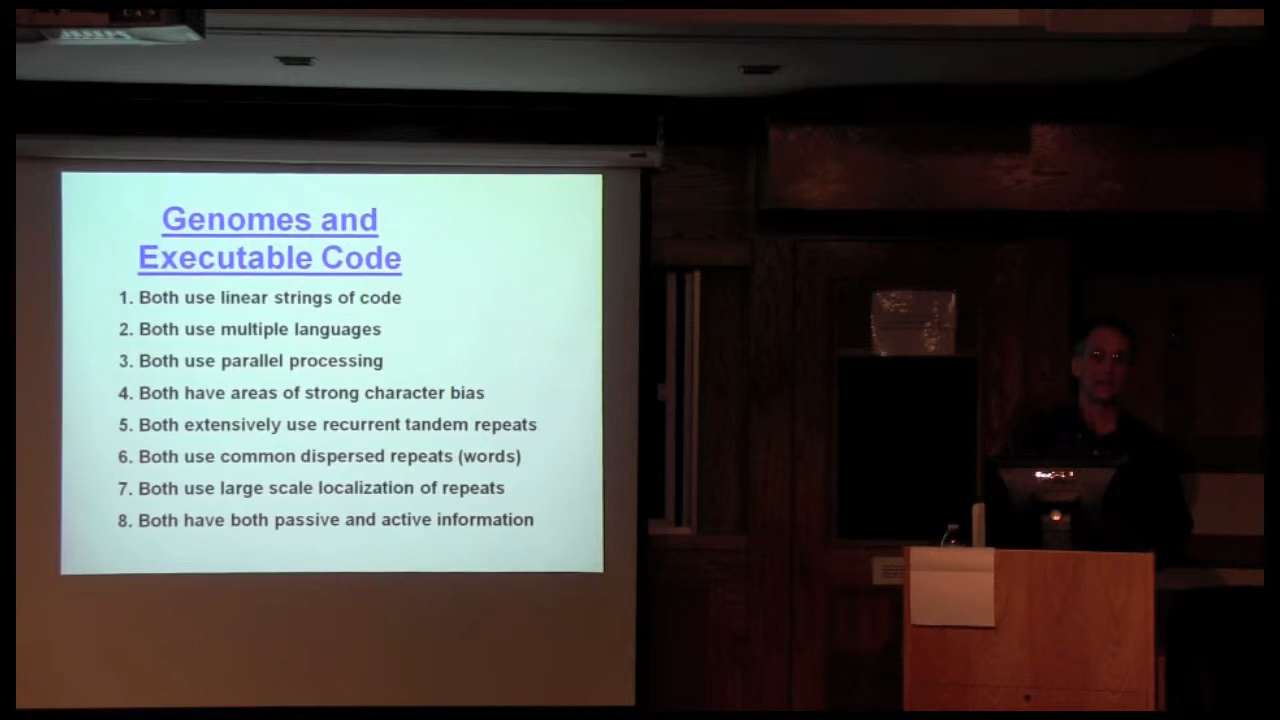 Genomes and
Executable Code
1. Both use linear strings of code
2. Both use multiple languages
3. Both use parallel processing
4. Both have areas of strong character bias
5. Both extensively use recurrent tandem repeats
6. Both use common dispersed repeats (words)
7. Both use large scale localization of repeats
8. Both have both passive and active information